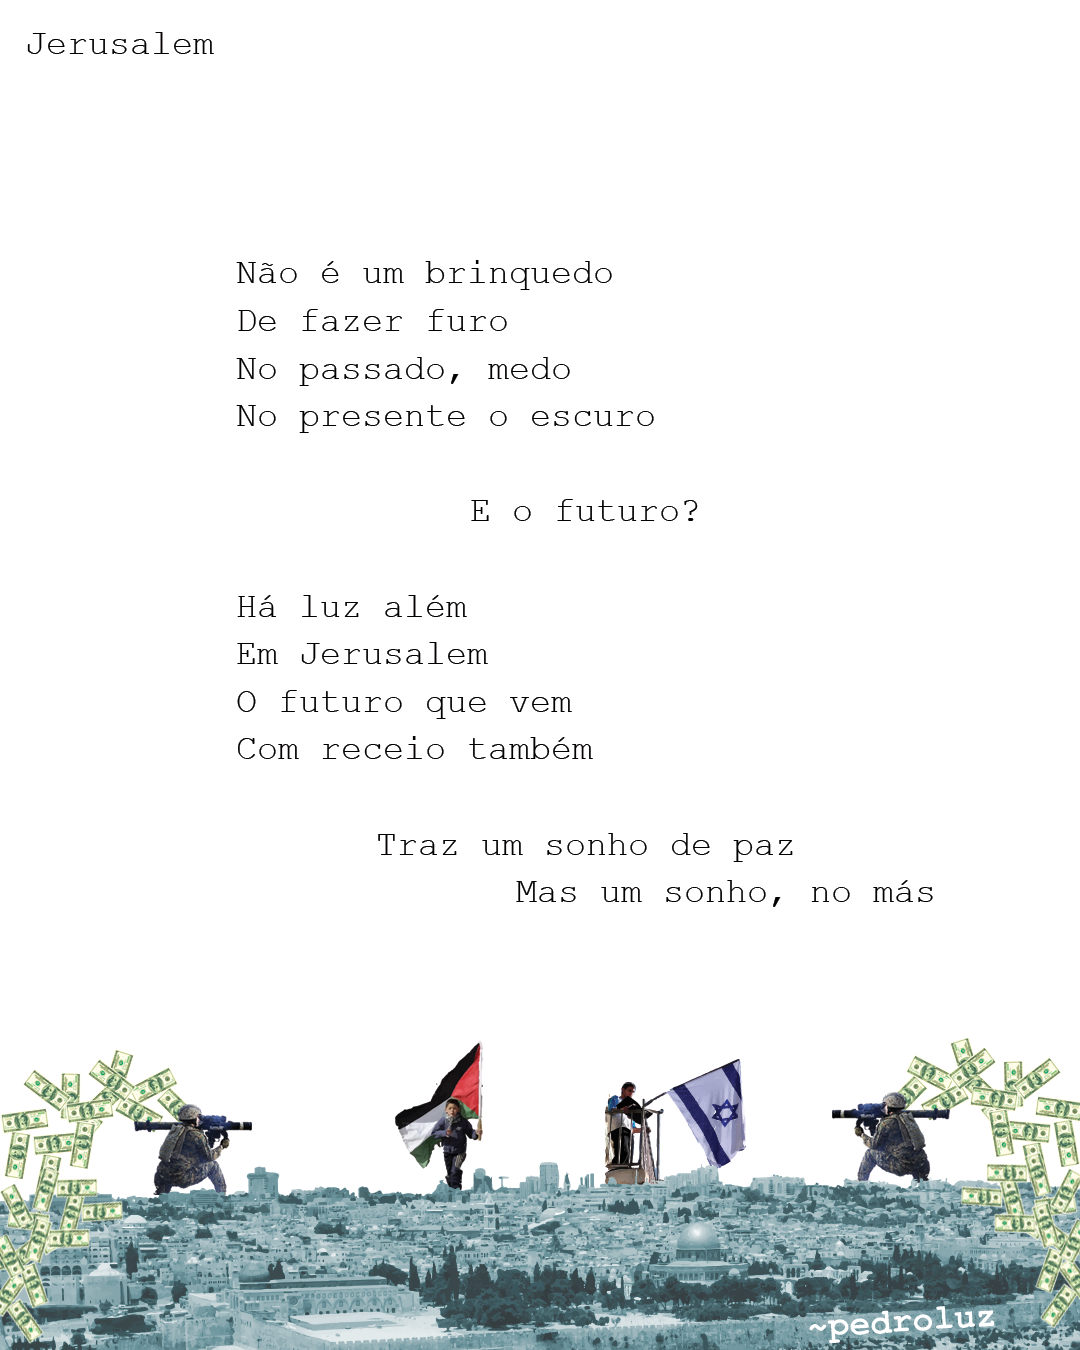 Jerusalem
Não é um brinquedo
De fazer furo
No passado, medo
No presente o escuro
E o futuro?
Há luz além
Em Jerusalem
O futuro que vem
Com receio também
Traz um sonho de paz
Mas um sonho, no más
~pedroluz